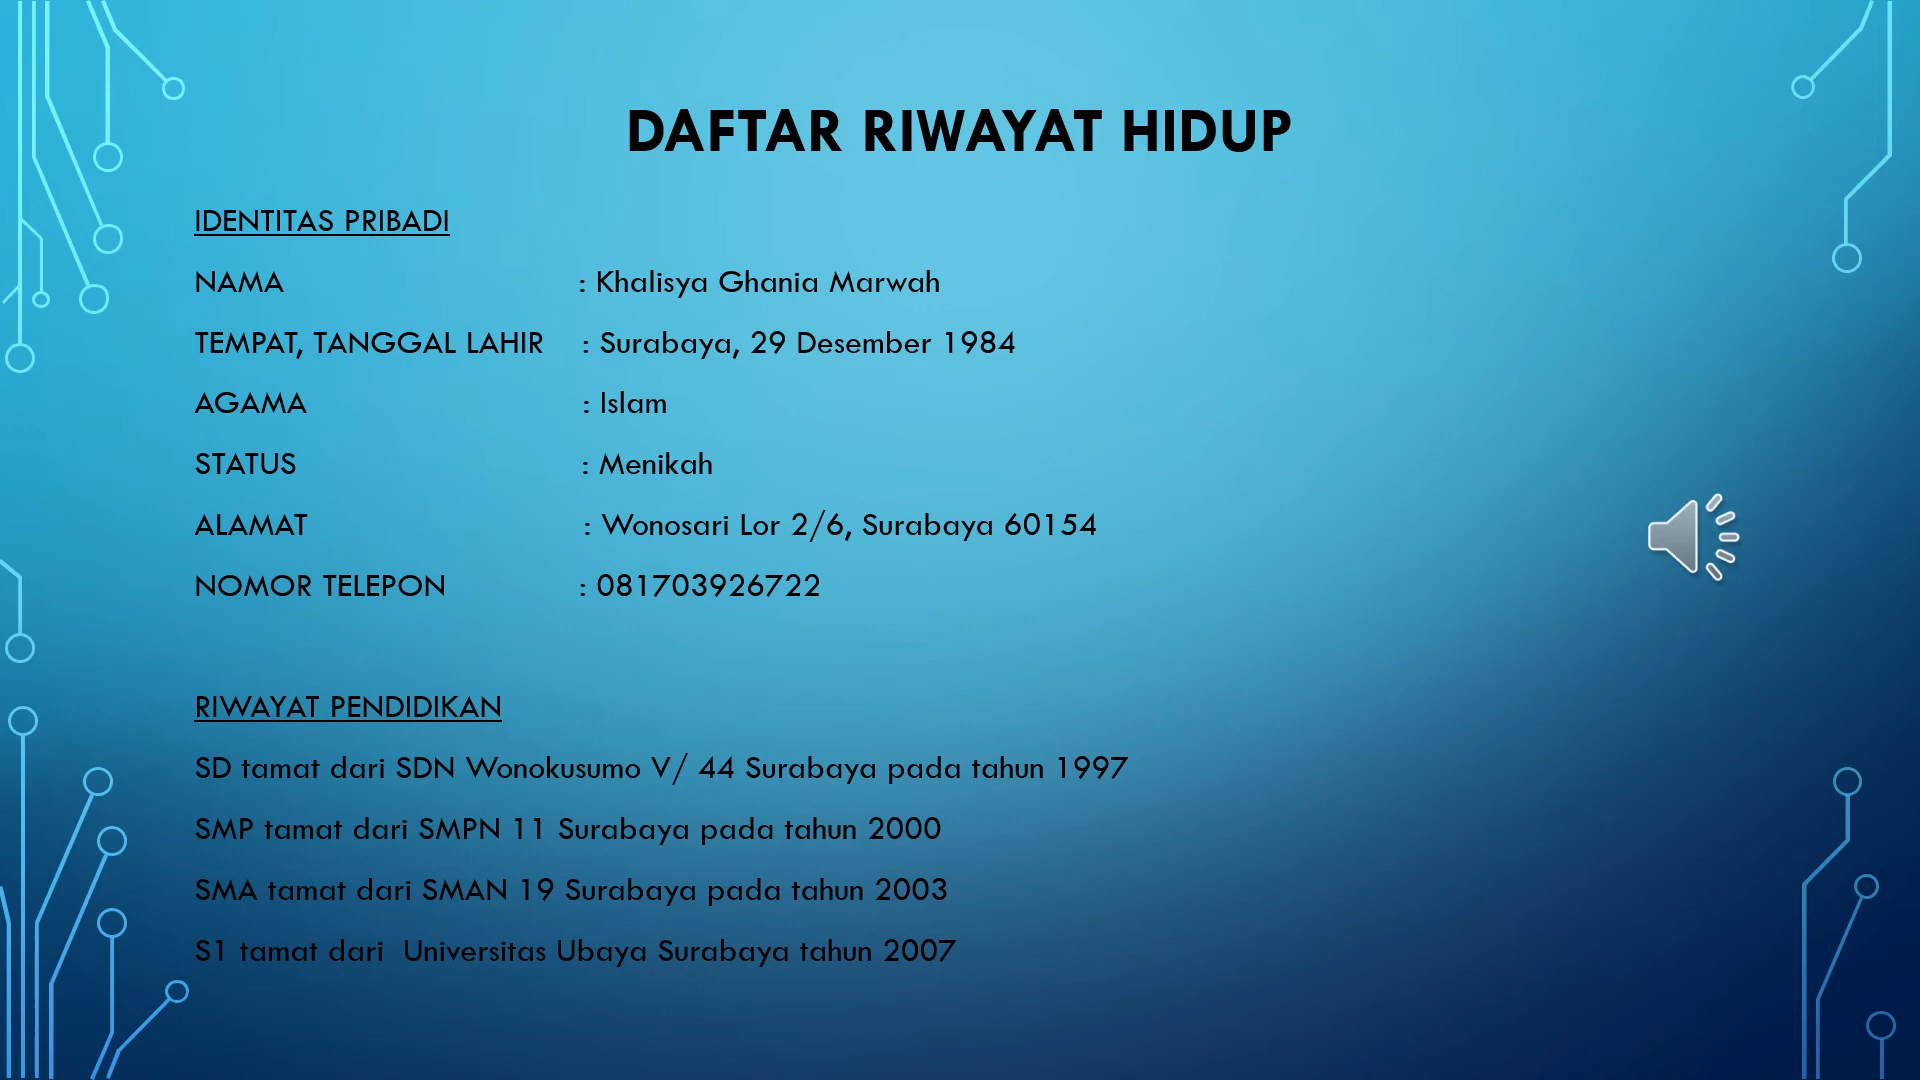 DAFTAR RIWAYAT HIDUP
IDENTITAS PRIBADI
NAMA : Khalisya Ghania Marwah
TEMPAT, TANGGAL LAHIR : Surabaya, 29 Desember 1984
AGAMA : Islam
STATUS : Menikah
ALAMAT : Wonosari Lor 2/6, Surabaya 60154
NOMOR TELEPON : 081703926722
RIWAYAT PENDIDIKAN
SD tamat dari SDN Wonokusumo V/ 44 Surabaya pada tahun 1997
SMP tamat dari SMPN 11 Surabaya pada tahun 2000
SMA tamat dari SMAN 19 Surabaya pada tahun 2003
S1 tamat dari  Universitas Ubaya Surabaya tahun 2007